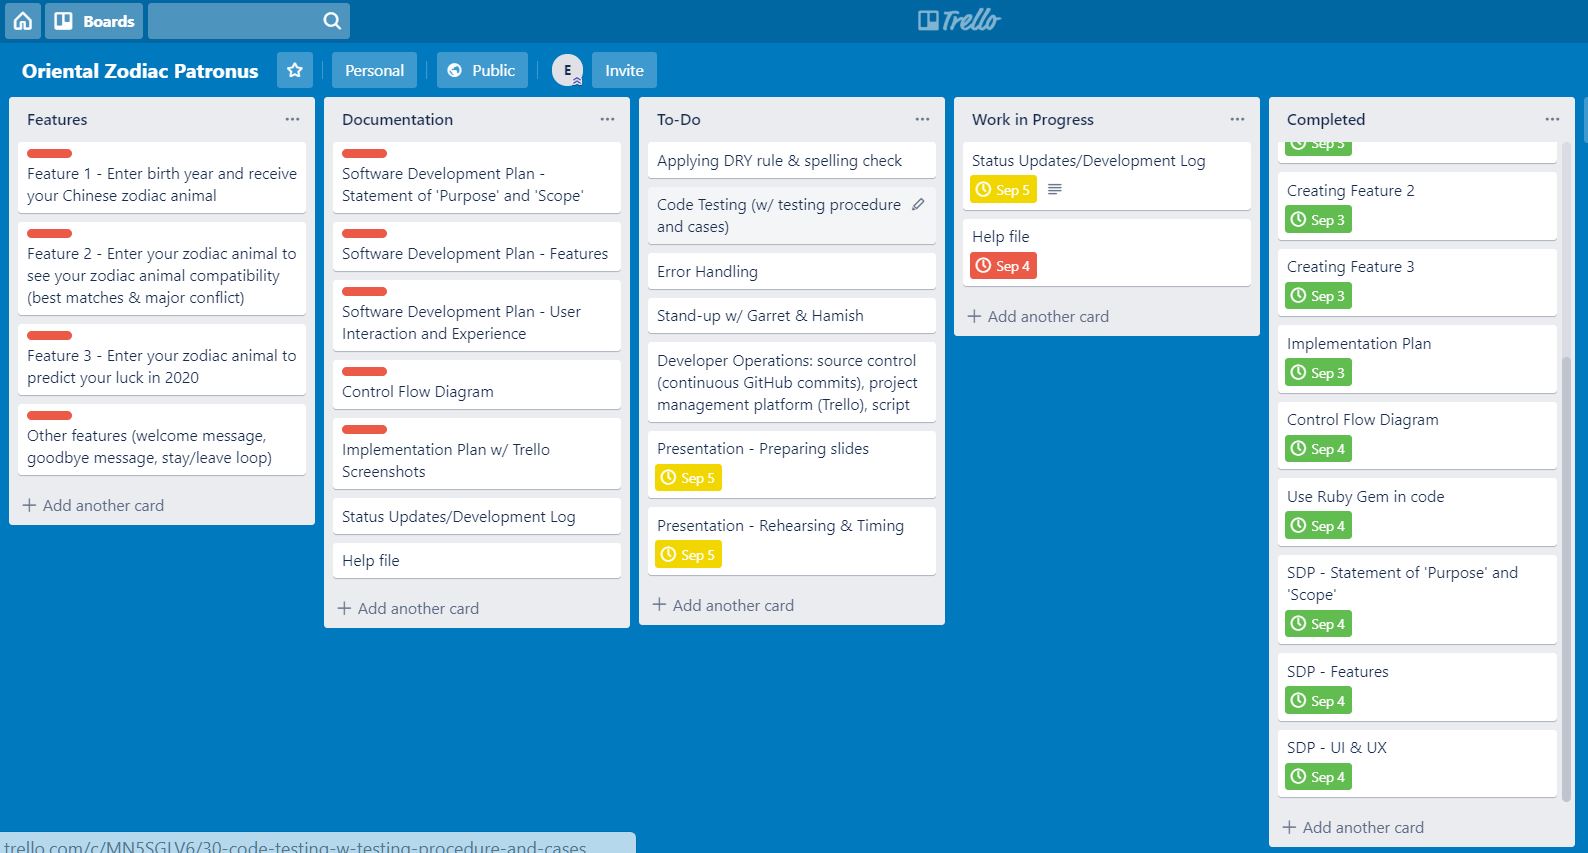 Boards
Trello
Oriental Zodiac Patronus
Personal
Public
E
Invite
Features
Feature 1 - Enter birth year and receive
your Chinese zodiac animal
Feature 2 - Enter your zodiac animal to
see your zodiac animal compatibility
(best matches & major conflict)
Feature 3 - Enter your zodiac animal to
predict your luck in 2020
Other features (welcome message,
goodbye message, stay/leave loop)
+ Add another card
Documentation
Software Development Plan -
Statement of 'Purpose' and 'Scope'
Software Development Plan - Features
Software Development Plan - User
Interaction and Experience
Control Flow Diagram
Implementation Plan w/ Trello
Screenshots
Status Updates/Development Log
Help file
+ Add another card
To-Do
Applying DRY rule & spelling check
Code Testing (w/ testing procedure
and cases)
Error Handling
Stand-up w/ Garret & Hamish
Developer Operations: source control
(continuous GitHub commits), project
management platform (Trello), script
Presentation - Preparing slides
Sep 5
Presentation - Rehearsing & Timing
Sep 5
+ Add another card
Work in Progress
Status Updates/Development Log
Sep 5
Help file
Sep 4
+ Add another card
Completed
Sep 3
Creating Feature 2
Sep 3
Creating Feature 3
Sep 3
Implementation Plan
Sep 3
Control Flow Diagram
Sep 4
Use Ruby Gem in code
Sep 4
SDP - Statement of 'Purpose' and
'Scope'
Sep 4
SDP - Features
Sep 4
SDP - UI & UX
Sep 4
+ Add another card
trello.com/c/MN5SGLV6/30-code-testing-w-testing-procedure-and-cases